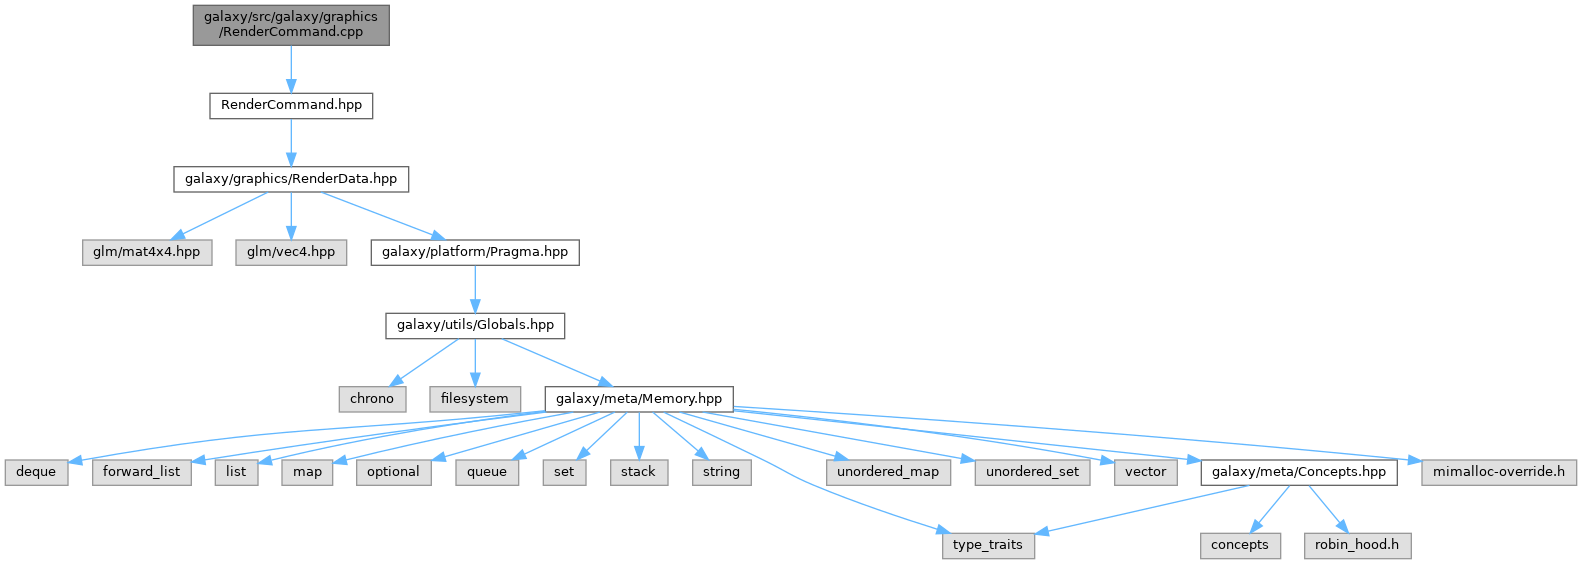 galaxy/src/galaxy/graphics
/RenderCommand.cpp
RenderCommand.hpp
galaxy/graphics/RenderData.hpp
glm/mat4x4.hpp
glm/vec4.hpp
galaxy/platform/Pragma.hpp
galaxy/utils/Globals.hpp
chrono
filesystem
galaxy/meta/Memory.hpp
deque
forward_list
list
map
optional
queue
set
stack
string
unordered_map
unordered_set
vector
galaxy/meta/Concepts.hpp
mimalloc-override.h
type_traits
concepts
robin_hood.h